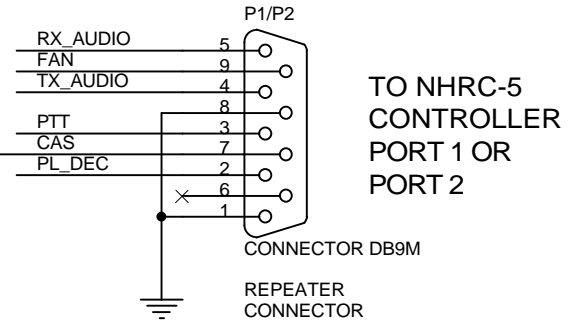 P1/P2
RX_AUDIO 5
FAN 9
TX_AUDIO 4
8
PTT 3
CAS 7
PL_DEC 2
6
1
TO NHRC-5
CONTROLLER
PORT 1 OR
PORT 2
CONNECTOR DB9M
REPEATER
CONNECTOR